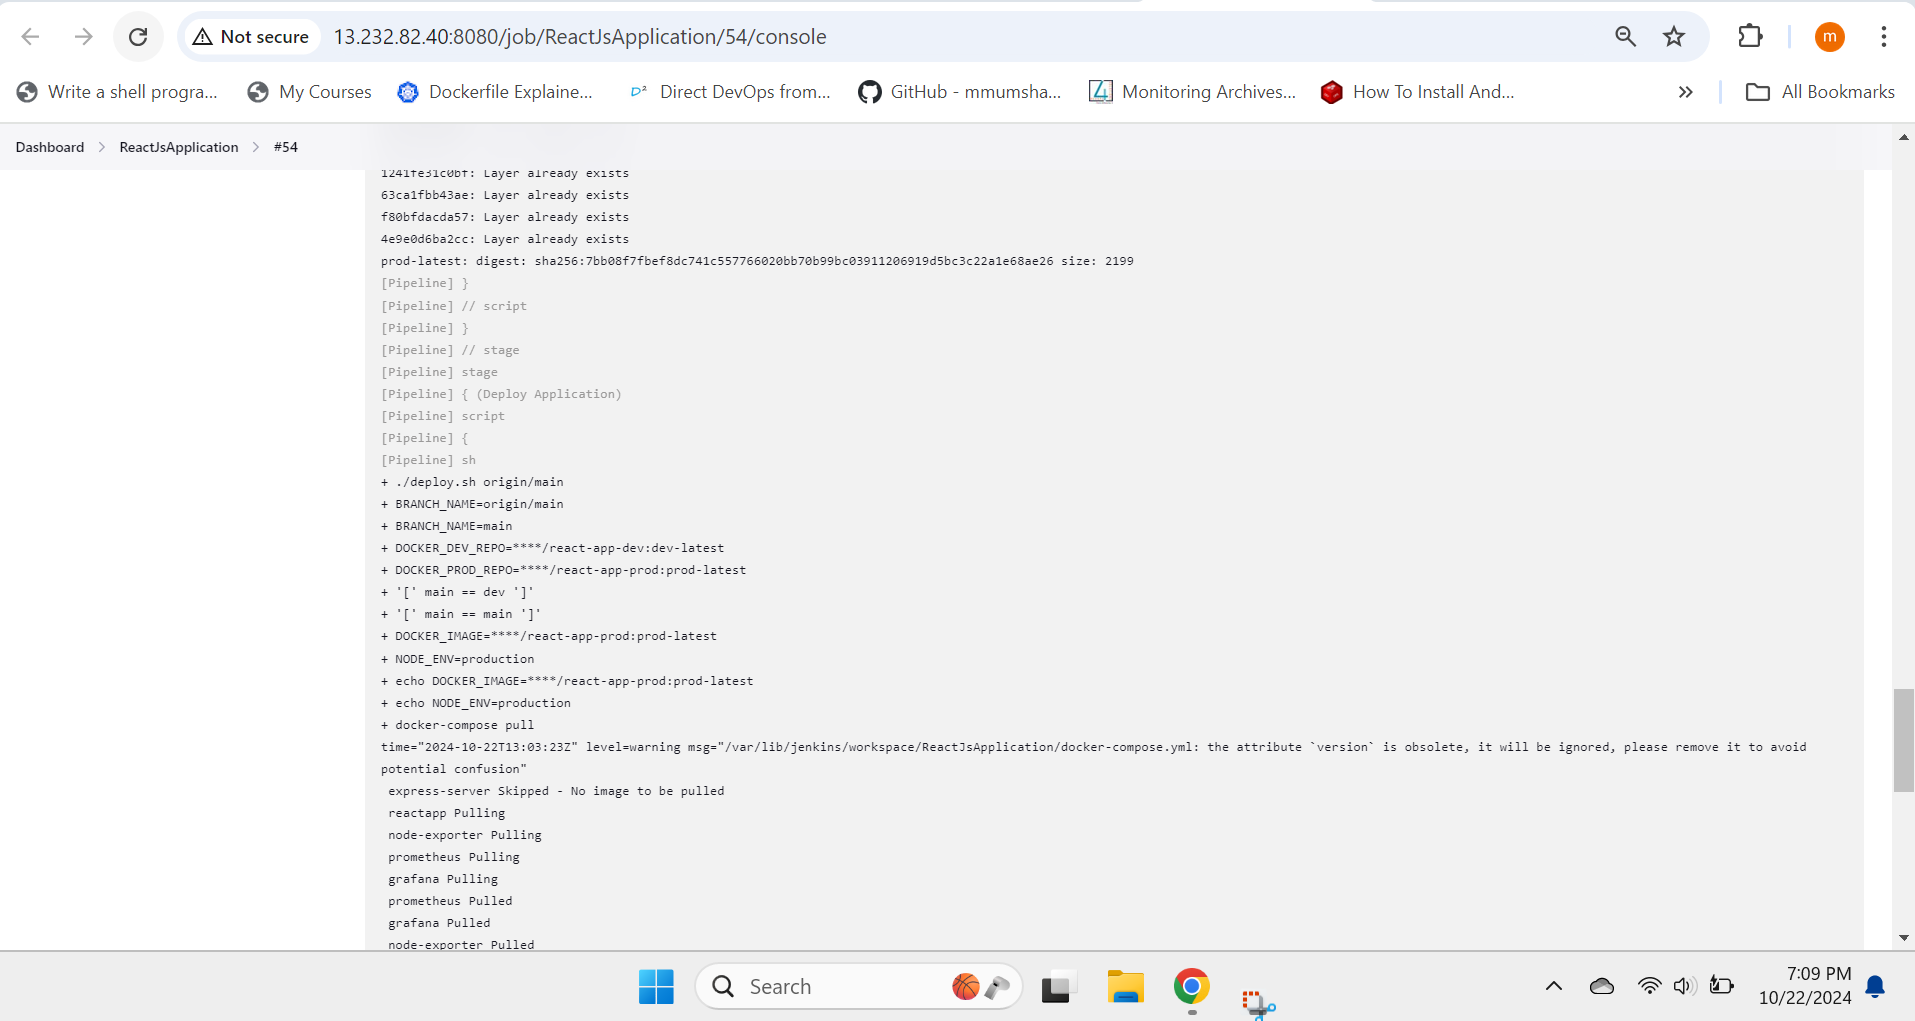 Not secure 13.232.82.40:8080/job/ReactJsApplication/54/console m
Write a shell progra... My Courses Dockerfile Explaine... Direct DevOps from... GitHub - mmumsha... Monitoring Archives... How To Install And... » All Bookmarks
Dashboard > ReactJsApplication > #54
1241fe31c0bf: Layer already exists
63ca1fbb43ae: Layer already exists
f80bfdacda57: Layer already exists
4e9e0d6ba2cc: Layer already exists
prod-latest: digest: sha256:7bb08f7fbef8dc741c557766020bb70b99bc03911206919d5bc3c22a1e68ae26 size: 2199
[Pipeline] }
[Pipeline] // script
[Pipeline] }
[Pipeline] // stage
[Pipeline] stage
[Pipeline] { (Deploy Application)
[Pipeline] script
[Pipeline] {
[Pipeline] sh
+ ./deploy.sh origin/main
+ BRANCH_NAME=origin/main
+ BRANCH_NAME=main
+ DOCKER_DEV_REPO=****/react-app-dev:dev-latest
+ DOCKER_PROD_REPO=****/react-app-prod:prod-latest
+ '[' main == dev ']'
+ '[' main == main ']'
+ DOCKER_IMAGE=****/react-app-prod:prod-latest
+ NODE_ENV=production
+ echo DOCKER_IMAGE=****/react-app-prod:prod-latest
+ echo NODE_ENV=production
+ docker-compose pull
time="2024-10-22T13:03:23Z" level=warning msg="/var/lib/jenkins/workspace/ReactJsApplication/docker-compose.yml: the attribute `version` is obsolete, it will be ignored, please remove it to avoid
potential confusion"
express-server Skipped - No image to be pulled
reactapp Pulling
node-exporter Pulling
prometheus Pulling
grafana Pulling
prometheus Pulled
grafana Pulled
node-exporter Pulled
Search
7:09 PM
10/22/2024